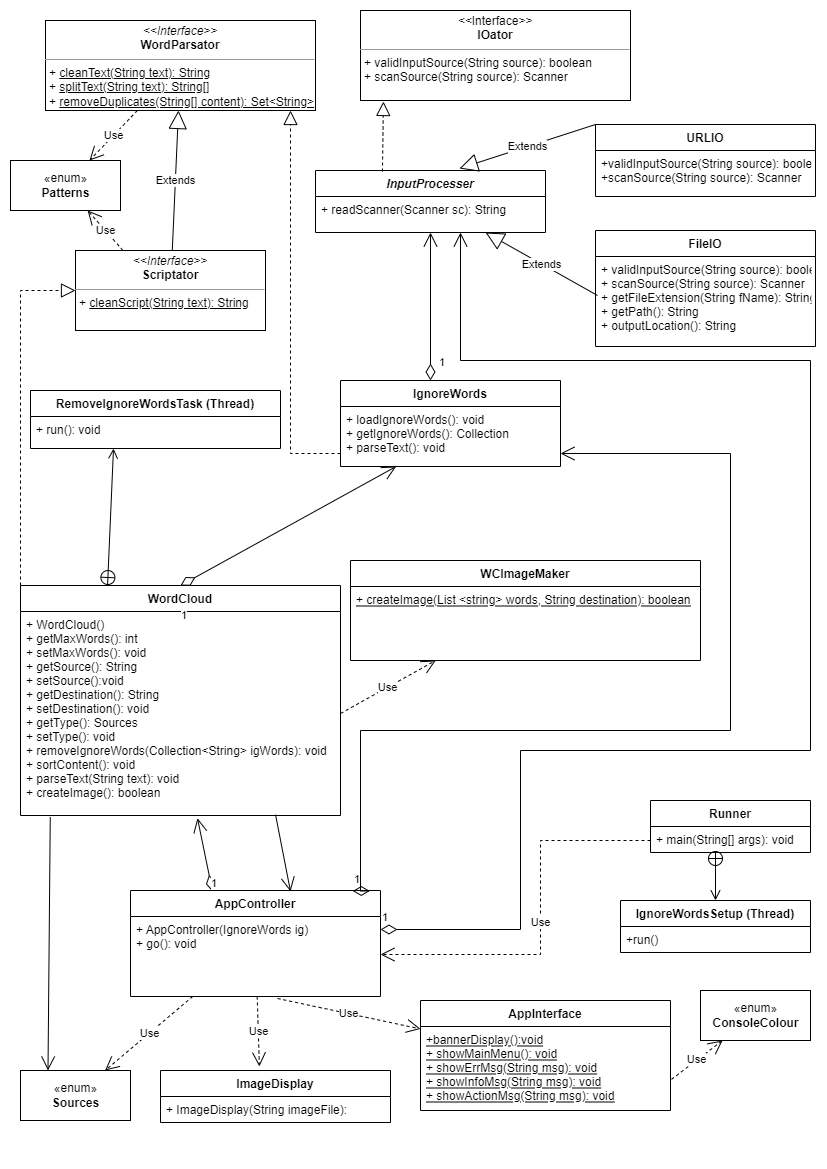 <<Interface>>
WordParsator
+ cleanText(String text): String
+ splitText(String text): String[]
+ removeDuplicates(String[] content): Set<String>
<<Interface>>
IOator
+ validInputSource(String source): boolean
+ scanSource(String source): Scanner
Use
Extends
«enum»
Patterns
Use
InputProcesser
+ readScanner(Scanner sc): String
Extends
URLIO
+validInputSource(String source): boole
+scanSource(String source): Scanner
<<Interface>>
Scriptator
+ cleanScript(String text): String
Extends
FileIO
+ validInputSource(String source): boole
+ scanSource(String source): Scanner
+ getFileExtension(String fName): String
+ getPath(): String
+ outputLocation(): String
1
RemoveIgnoreWordsTask (Thread)
+ run(): void
IgnoreWords
+ loadIgnoreWords(): void
+ getIgnoreWords(): Collection
+ parseText(): void
WordCloud
1
+ WordCloud()
+ getMaxWords(): int
+ setMaxWords(): void
+ getSource(): String
+ setSource():void
+ getDestination(): String
+ setDestination(): void
+ getType(): Sources
+ setType(): void
+ removeIgnoreWords(Collection<String> igWords): void
+ sortContent(): void
+ parseText(String text): void
+ createImage(): boolean
WCImageMaker
+ createImage(List <string> words, String destination): boolean
Use
Runner
+ main(String[] args): void
1
1
1
AppController
+ AppController(IgnoreWords ig)
+ go(): void
Use
IgnoreWordsSetup (Thread)
+run()
Use
Use
Use
AppInterface
+bannerDisplay():void
+ showMainMenu(): void
+ showErrMsg(String msg): void
+ showInfoMsg(String msg): void
+ showActionMsg(String msg): void
«enum»
ConsoleColour
Use
«enum»
Sources
ImageDisplay
+ ImageDisplay(String imageFile):